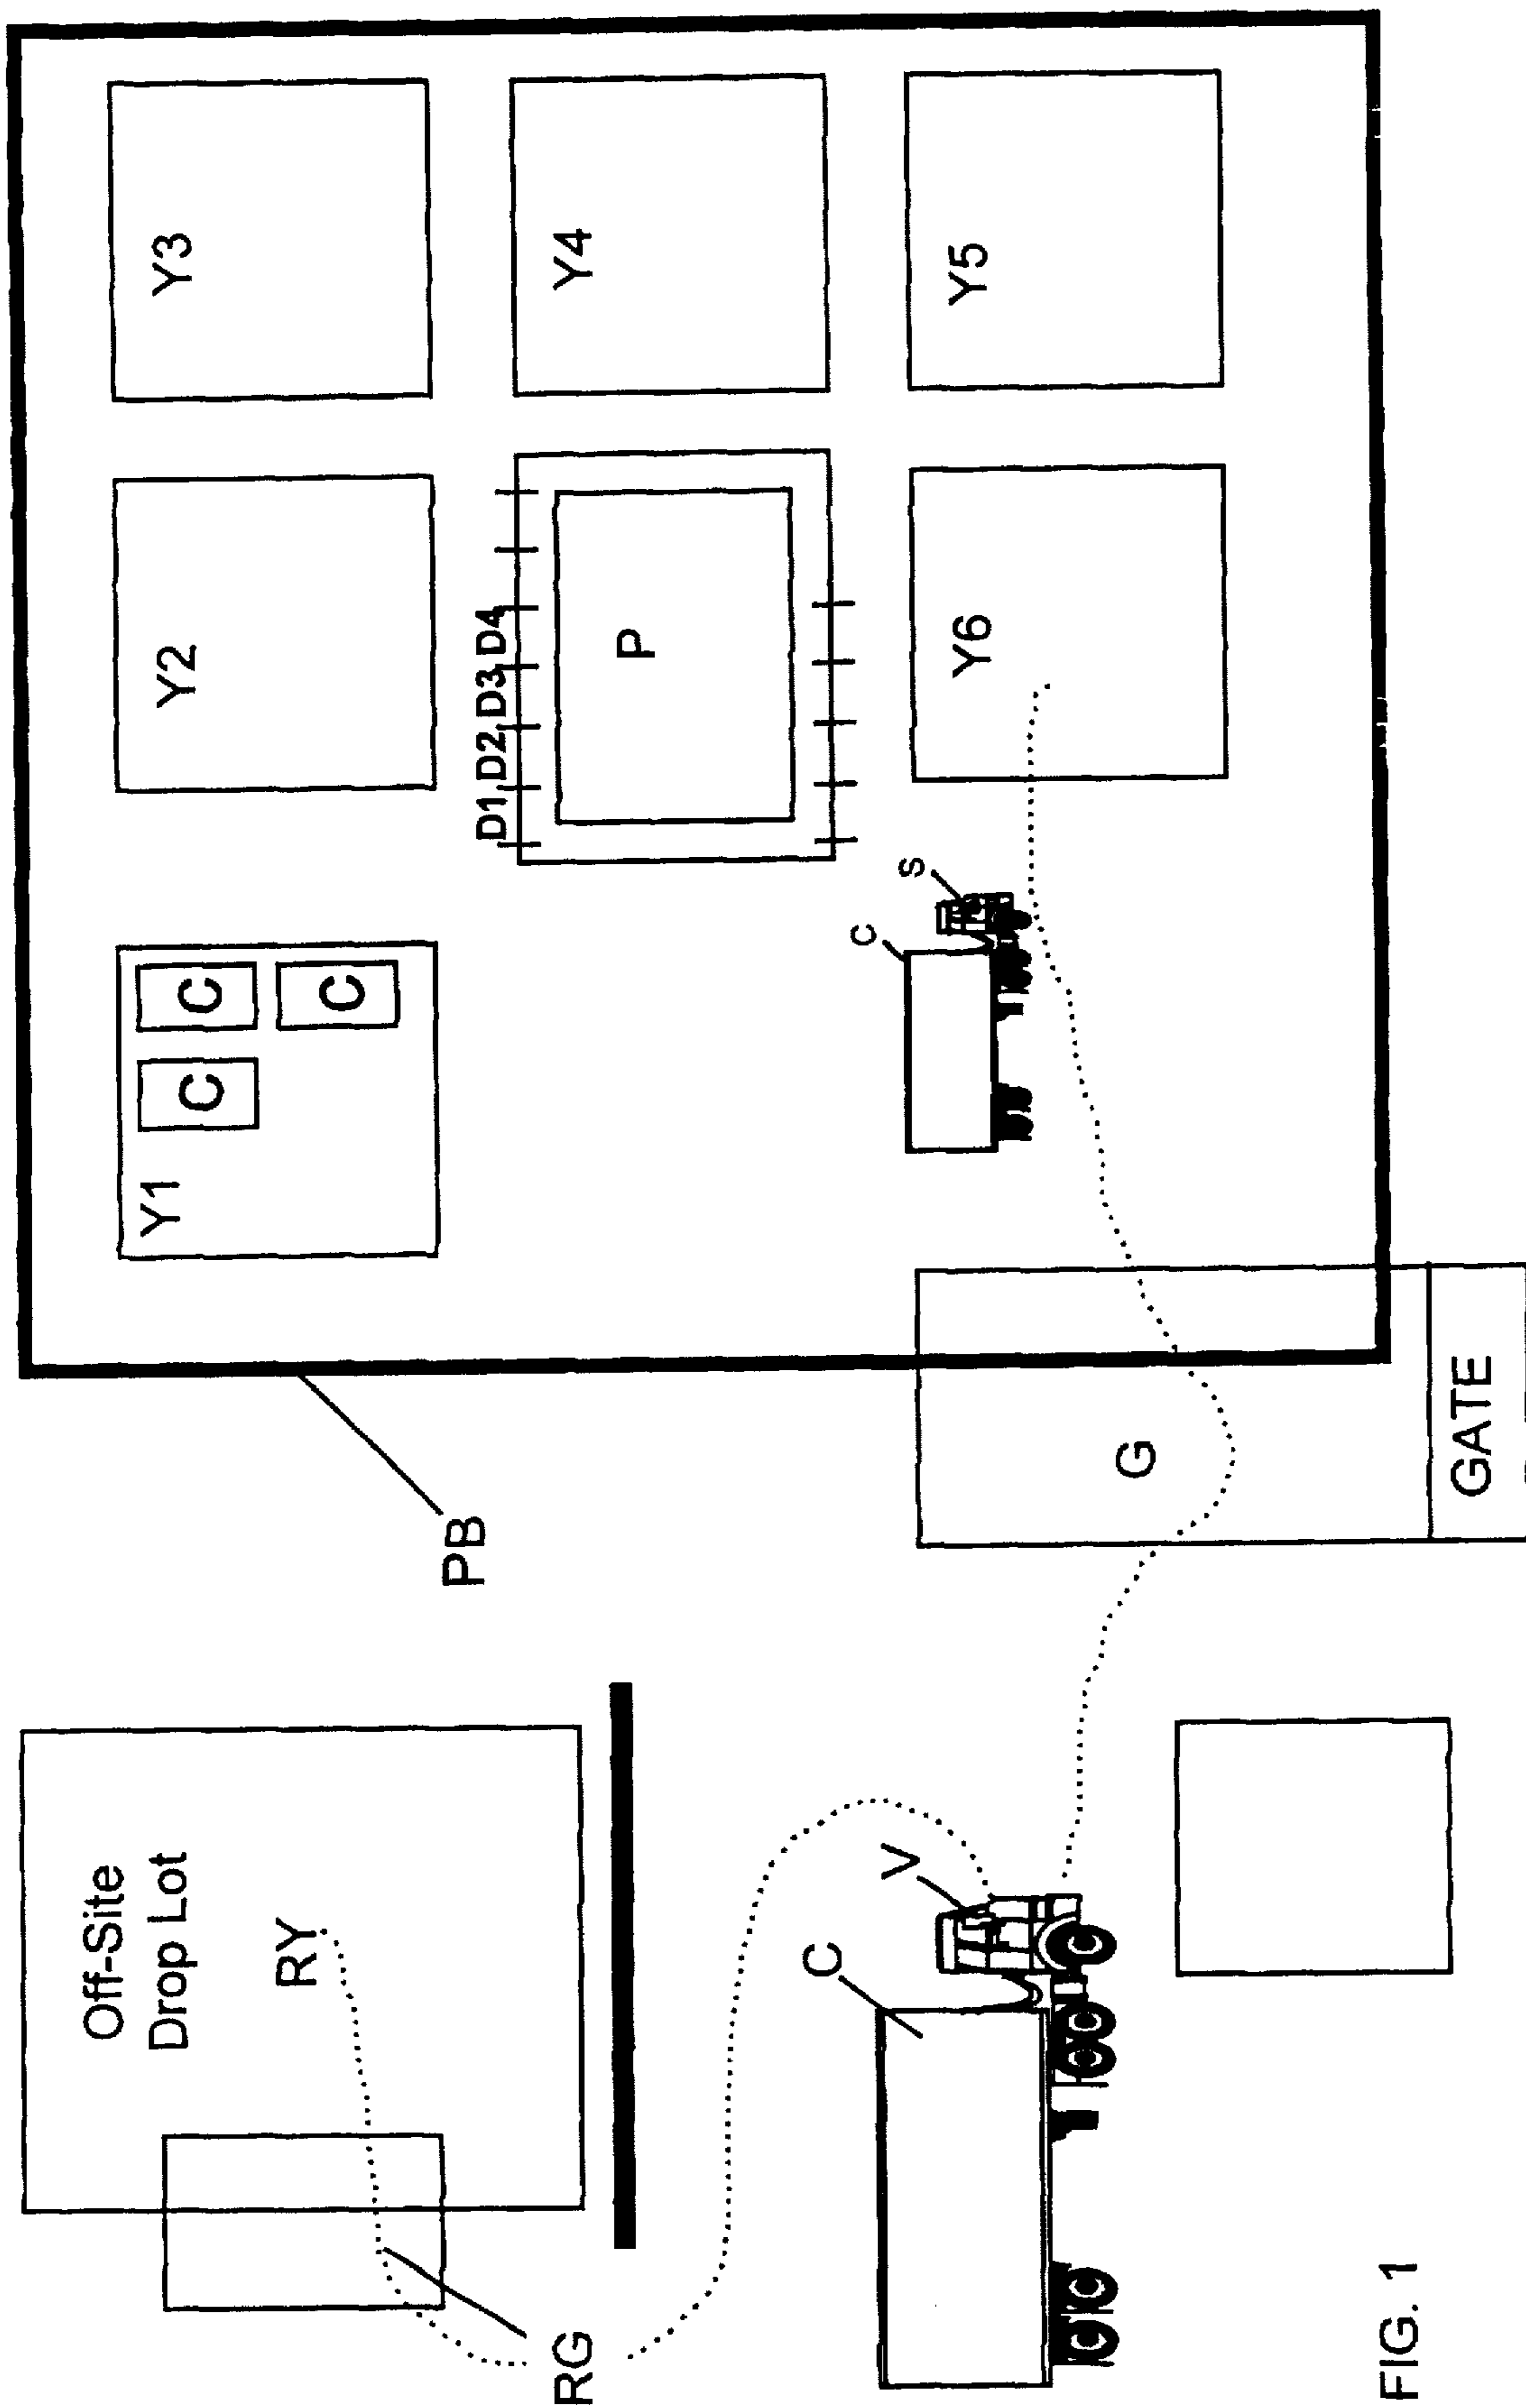 Off-Site
Drop Lot
RY
RG
PB
Y1
C
C
C
Y2
Y3
D1
D2
D3
D4
P
Y4
C
V
C
S
Y6
Y5
G
GATE
FIG. 1